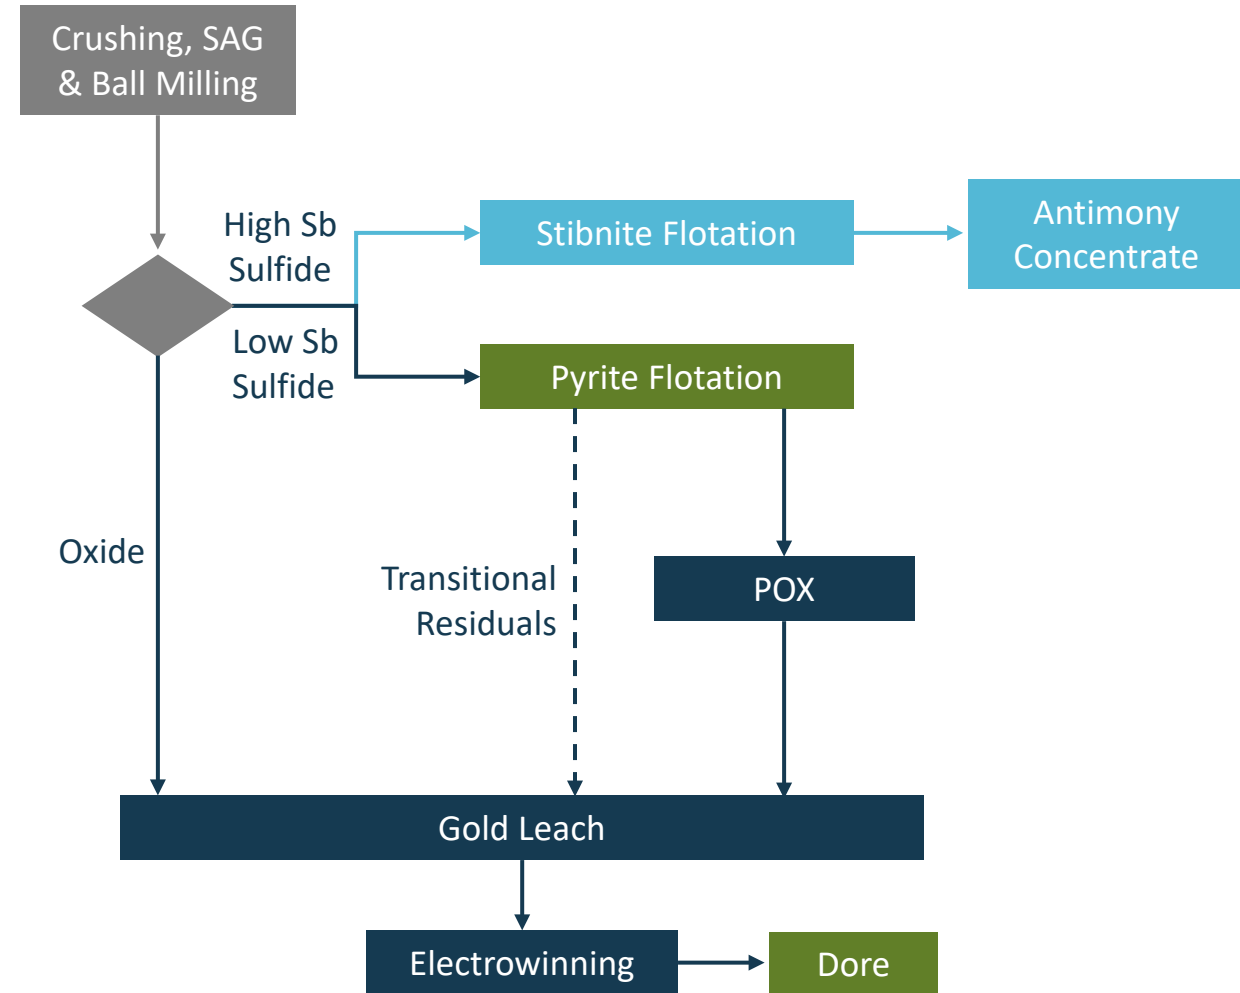 Crushing, SAG
& Ball Milling
High Sb
Sulfide
Stibnite Flotation
Antimony
Concentrate
Low Sb
Sulfide
Pyrite Flotation
Oxide
Transitional
Residuals
POX
Gold Leach
Electrowinning
Dore